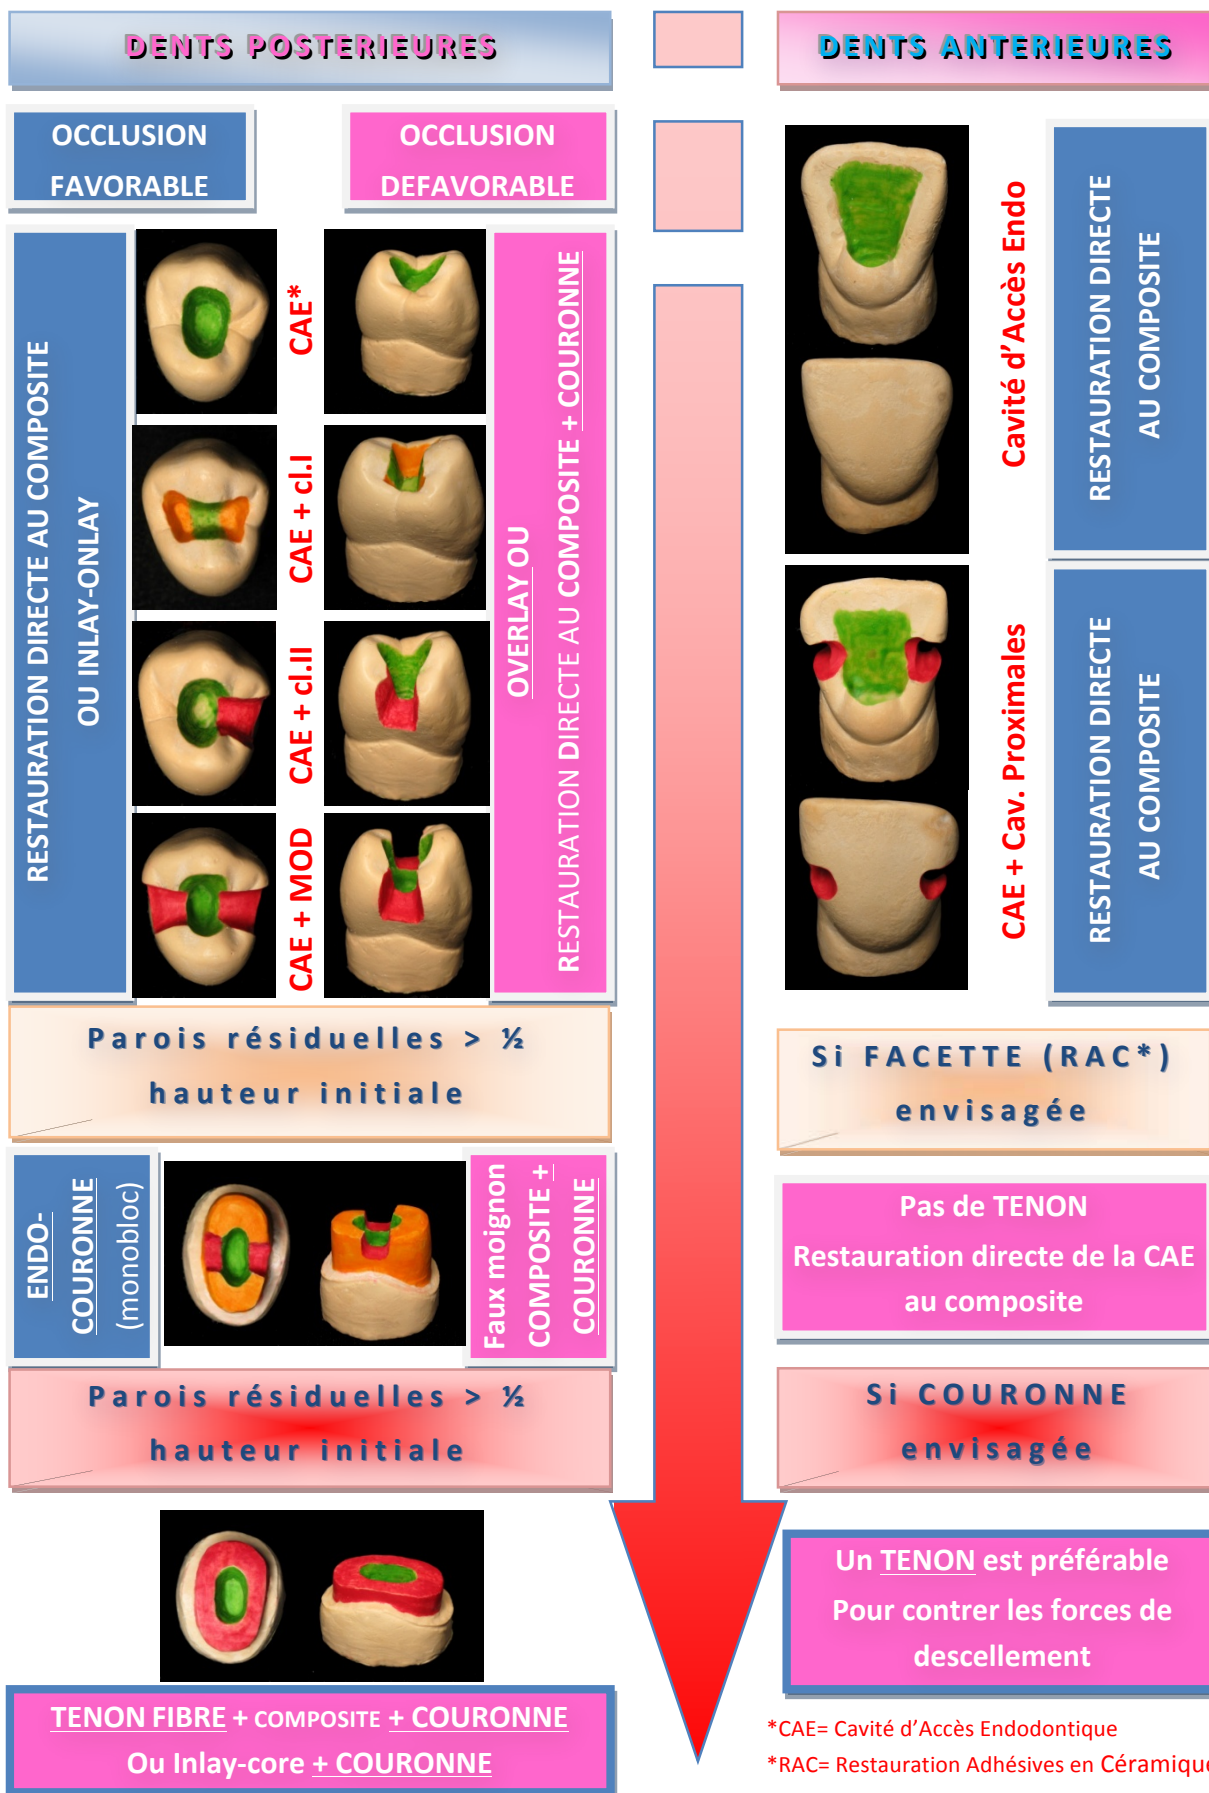 DENTS POSTERIEURES
OCCLUSION
FAVORABLE
OCCLUSION
DEFAVORABLE
RESTAURATION DIRECTE AU COMPOSITE
OU INLAY-ONLAY
CAE*
CAE + cl.I
CAE + cl.II
CAE + MOD
OVERLAY OU
RESTAURATION DIRECTE AU COMPOSITE + COURONNE
Parois résiduelles > ½
hauteur initiale
ENDO-
COURONNE
(monobloc)
Faux moignon
COMPOSITE +
COURONNE
Parois résiduelles > ½
hauteur initiale
TENON FIBRE + COMPOSITE + COURONNE
Ou Inlay-core + COURONNE
DENTS ANTERIEURES
Cavité d’Accès Endo
RESTAURATION DIRECTE
AU COMPOSITE
CAE + Cav. Proximales
RESTAURATION DIRECTE
AU COMPOSITE
Si FACETTE (RAC*)
envisagée
Pas de TENON
Restauration directe de la CAE
au composite
Si COURONNE
envisagée
Un TENON est préférable
Pour contrer les forces de
descellement
*CAE= Cavité d’Accès Endodontique
*RAC= Restauration Adhésives en Céramique